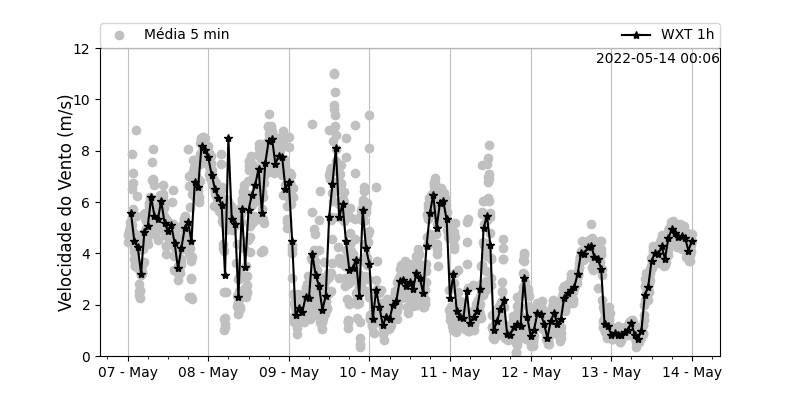 Média 5 min
WXT 1h
2022-05-14 00:06
Velocidade do Vento (m/s)
12
10
8
6
4
2
0
07 - May 08 - May 09 - May 10 - May 11 - May 12 - May 13 - May 14 - May